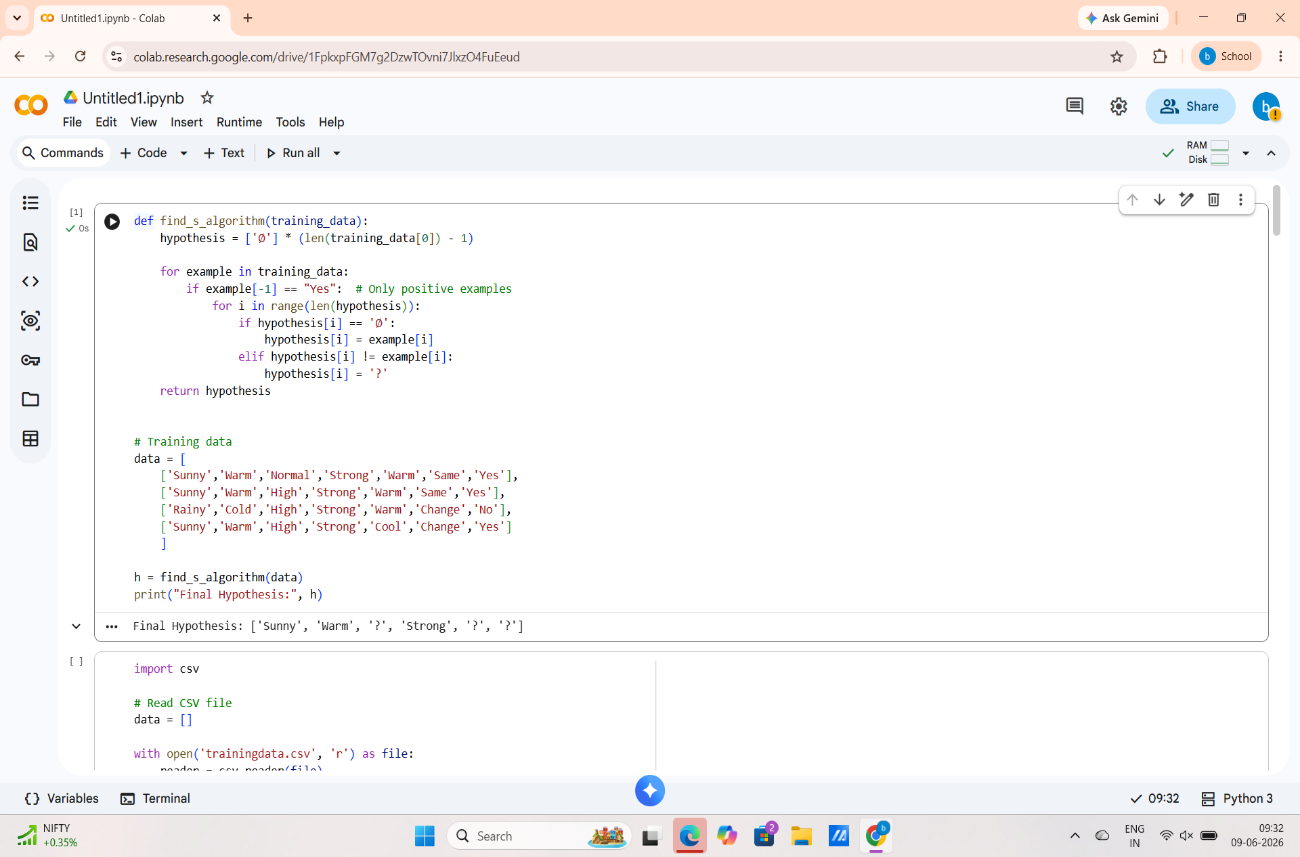 Untitled1.ipynb - Colab
Ask Gemini
colab.research.google.com/drive/1FpkxpFGM7g2DzwTOvni7JlxzO4FuEeud
b School
Untitled1.ipynb
File Edit View Insert Runtime Tools Help
Share
b
Commands + Code + Text Run all
RAM
Disk
[1]
0s
def find_s_algorithm(training_data):
    hypothesis = ['Ø'] * (len(training_data[0]) - 1)
    for example in training_data:
        if example[-1] == "Yes":  # Only positive examples
            for i in range(len(hypothesis)):
                if hypothesis[i] == 'Ø':
                    hypothesis[i] = example[i]
                elif hypothesis[i] != example[i]:
                    hypothesis[i] = '?'
    return hypothesis
# Training data
data = [
    ['Sunny','Warm','Normal','Strong','Warm','Same','Yes'],
    ['Sunny','Warm','High','Strong','Warm','Same','Yes'],
    ['Rainy','Cold','High','Strong','Warm','Change','No'],
    ['Sunny','Warm','High','Strong','Cool','Change','Yes']
    ]
h = find_s_algorithm(data)
print("Final Hypothesis:", h)
Final Hypothesis: ['Sunny', 'Warm', '?', 'Strong', '?', '?']
[ ]
import csv
# Read CSV file
data = []
with open('trainingdata.csv', 'r') as file:
    reader = csv.reader(file)
{} Variables Terminal
09:32 Python 3
NIFTY
+0.35%
Search
2
b
ENG
IN
09:32
09-06-2026